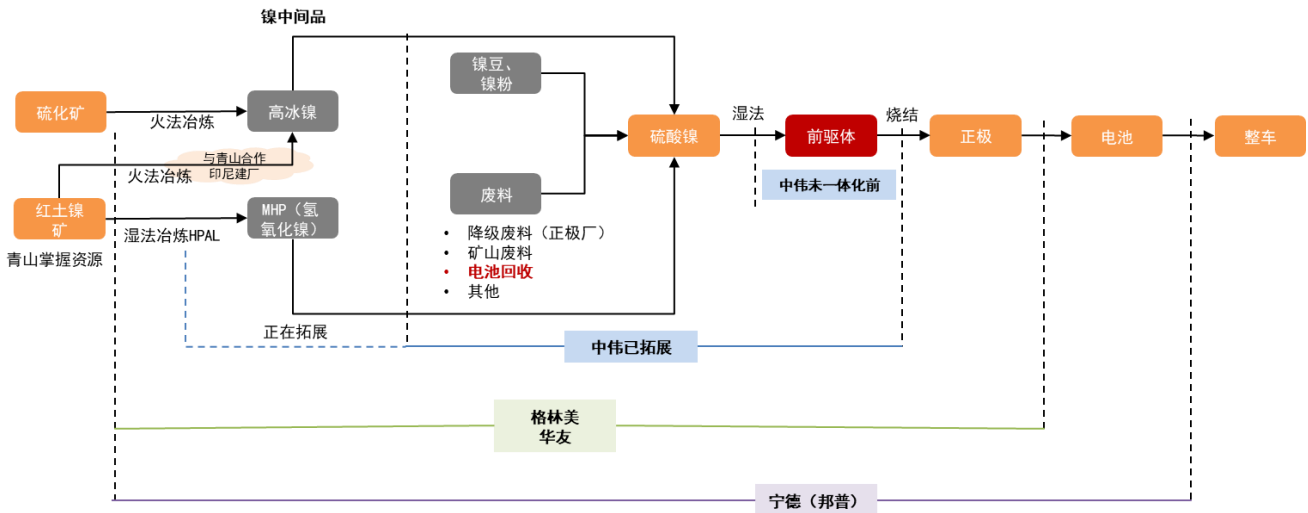 镍中间品
硫化矿
火法冶炼
高冰镍
镍豆、
镍粉
硫酸镍
湿法
前驱体
烧结
正极
电池
整车
与青山合作
印尼建厂
火法冶炼
中伟未一体化前
红土镍
矿
湿法冶炼HPAL
MHP（氢
氧化镍）
废料
青山掌握资源
• 降级废料（正极厂）
• 矿山废料
• 电池回收
• 其他
正在拓展
中伟已拓展
格林美
华友
宁德（邦普）